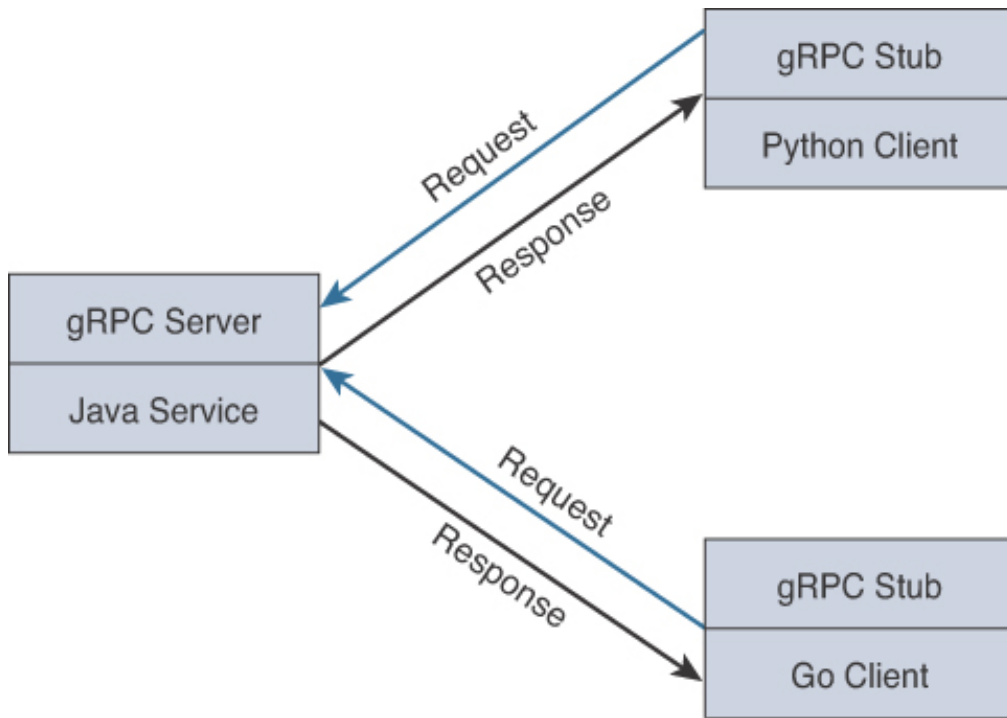 gRPC Stub
Python Client
Request
Response
gRPC Server
Java Service
Request
Response
gRPC Stub
Go Client